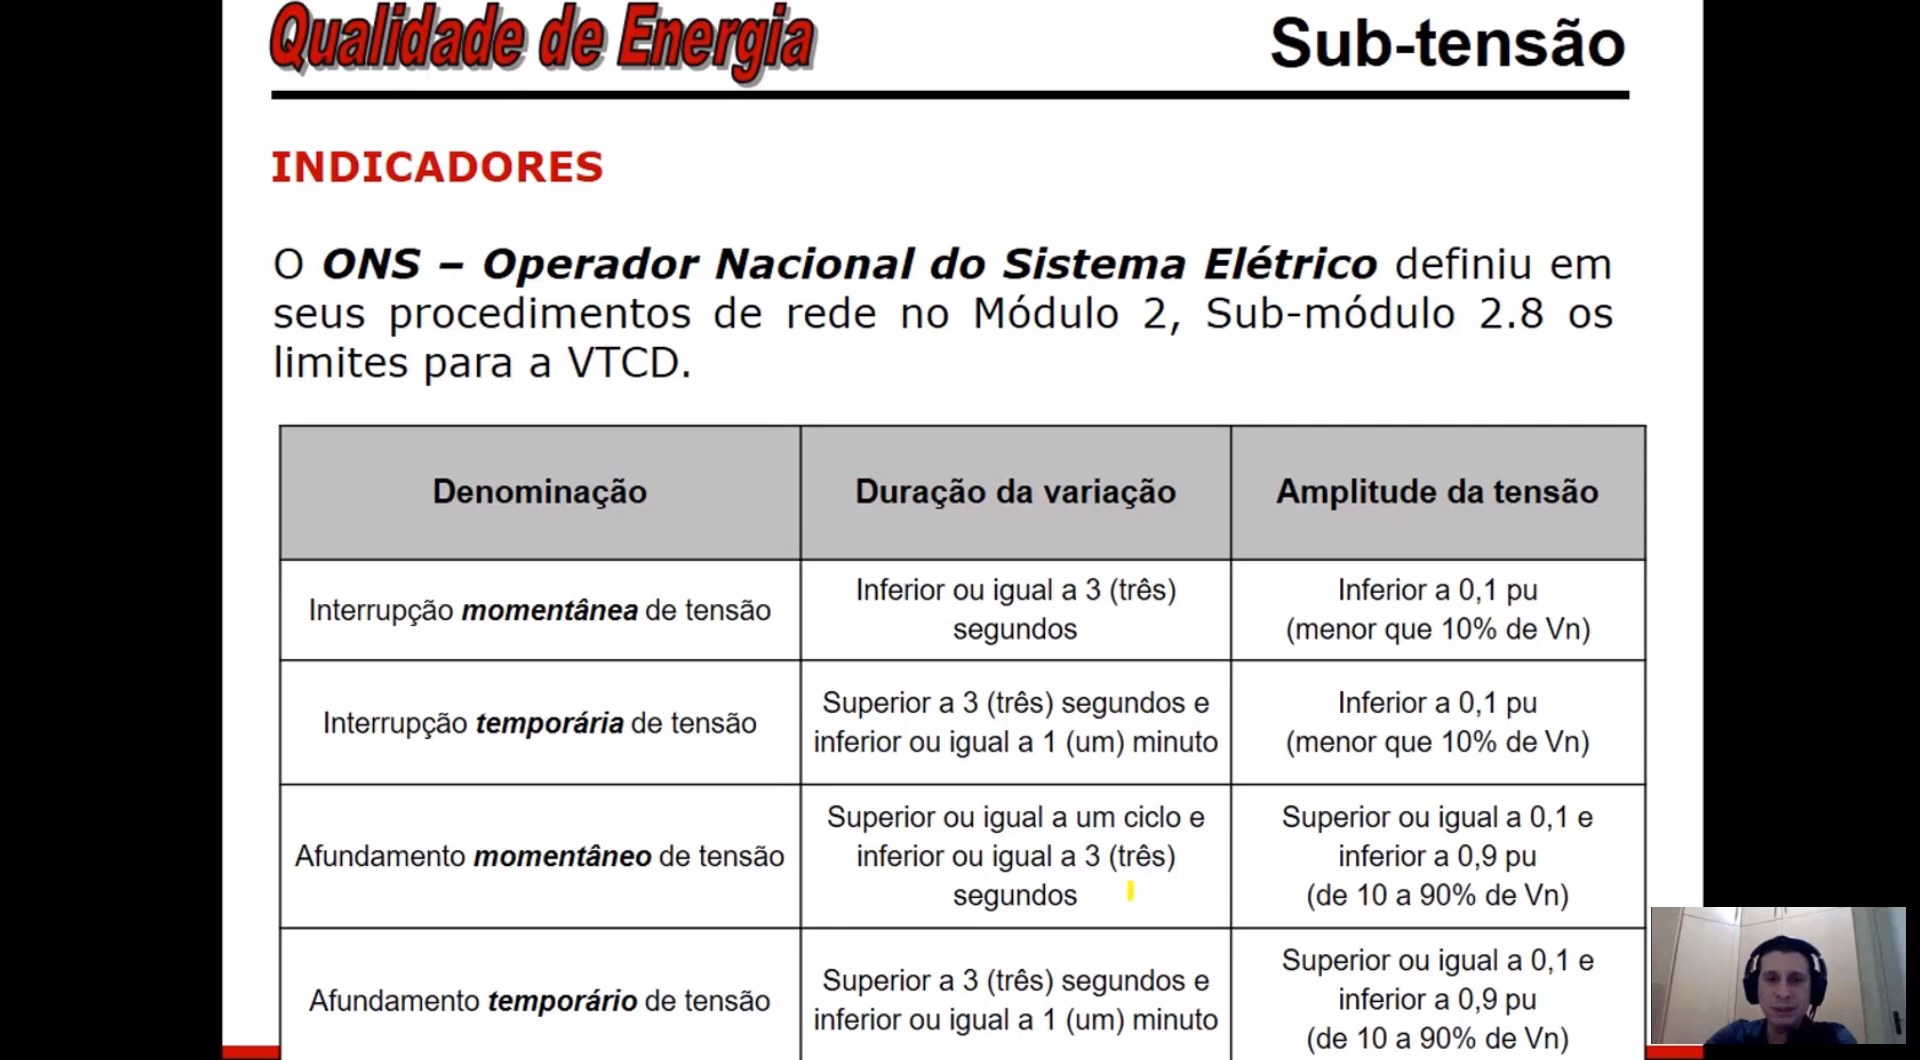 Qualidade de Energia
Sub-tensão
INDICADORES
O ONS – Operador Nacional do Sistema Elétrico definiu em
seus procedimentos de rede no Módulo 2, Sub-módulo 2.8 os
limites para a VTCD.
Denominação
Duração da variação
Amplitude da tensão
Interrupção momentânea de tensão
Inferior ou igual a 3 (três)
segundos
Inferior a 0,1 pu
(menor que 10% de Vn)
Interrupção temporária de tensão
Superior a 3 (três) segundos e
inferior ou igual a 1 (um) minuto
Inferior a 0,1 pu
(menor que 10% de Vn)
Afundamento momentâneo de tensão
Superior ou igual a um ciclo e
inferior ou igual a 3 (três)
segundos
Superior ou igual a 0,1 e
inferior a 0,9 pu
(de 10 a 90% de Vn)
Afundamento temporário de tensão
Superior a 3 (três) segundos e
inferior ou igual a 1 (um) minuto
Superior ou igual a 0,1 e
inferior a 0,9 pu
(de 10 a 90% de Vn)